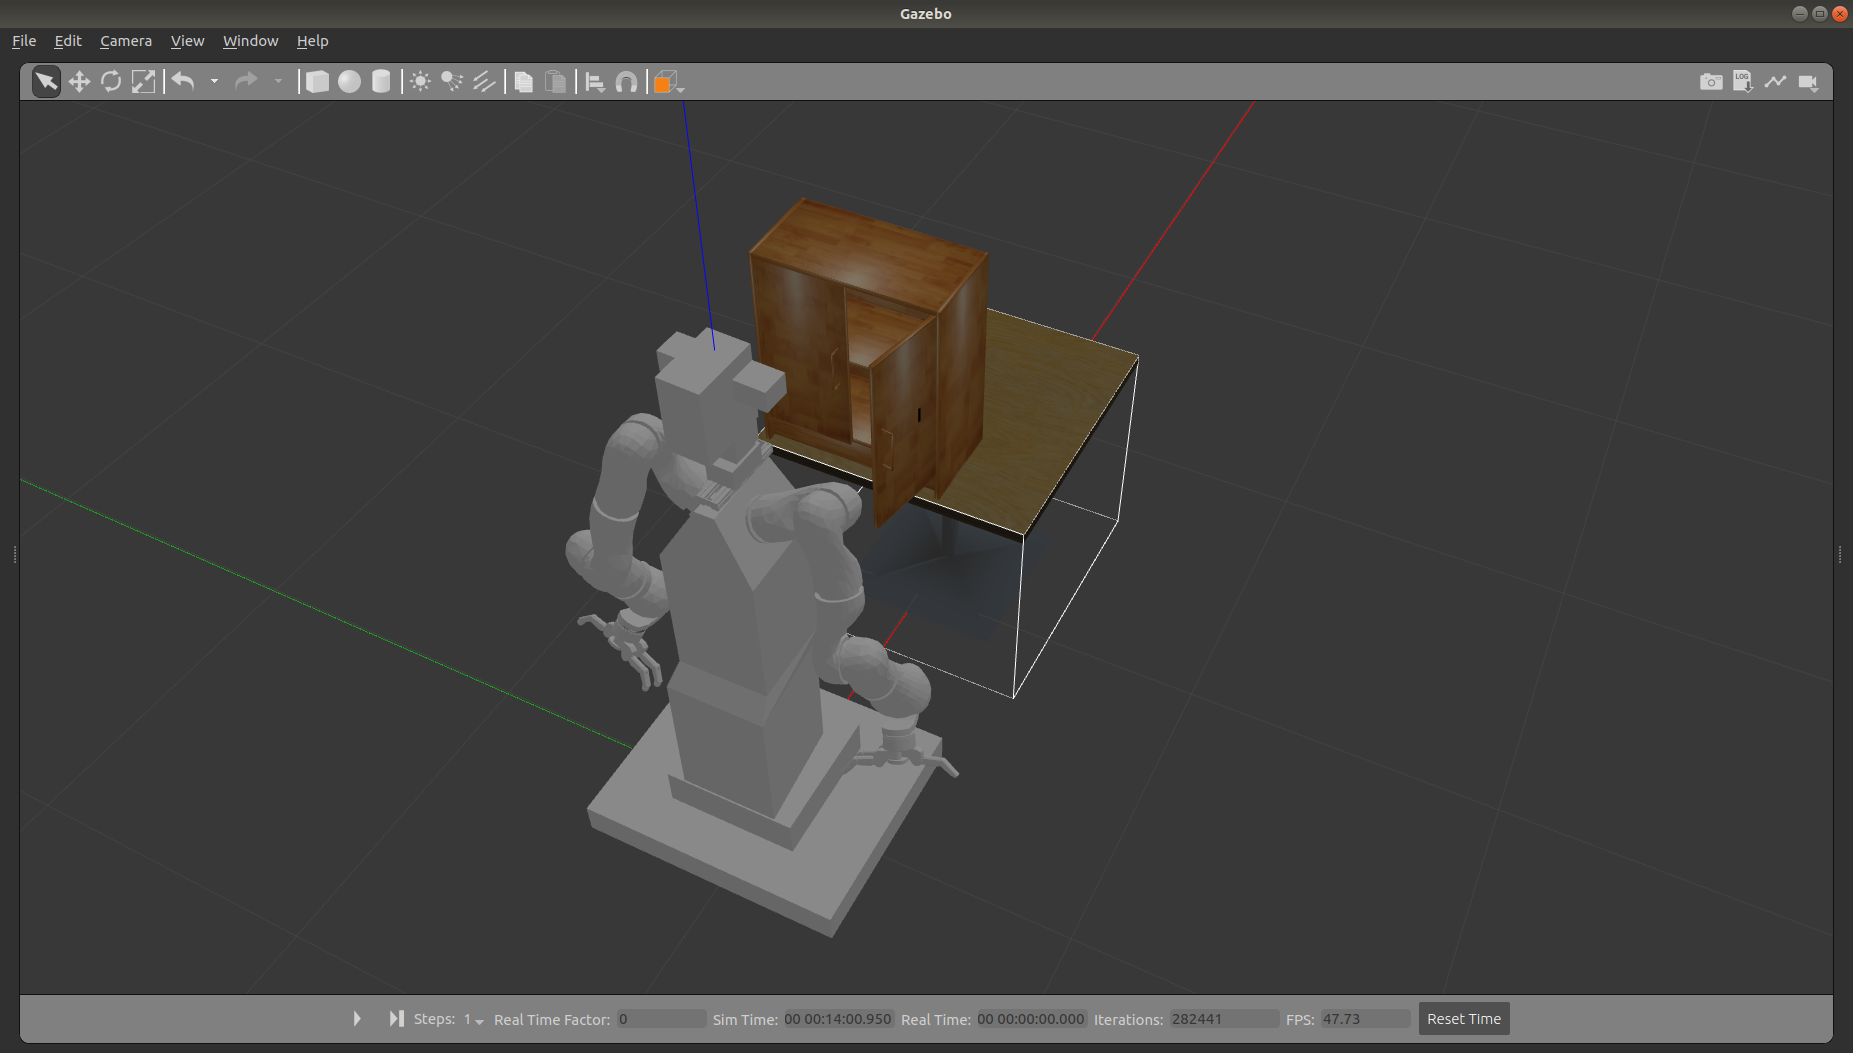 Gazebo
File Edit Camera View Window Help
LOG
Steps: 1 Real Time Factor: 0 Sim Time: 00 00:14:00.950 Real Time: 00 00:00:00.000 Iterations: 282441 FPS: 47.73 Reset Time